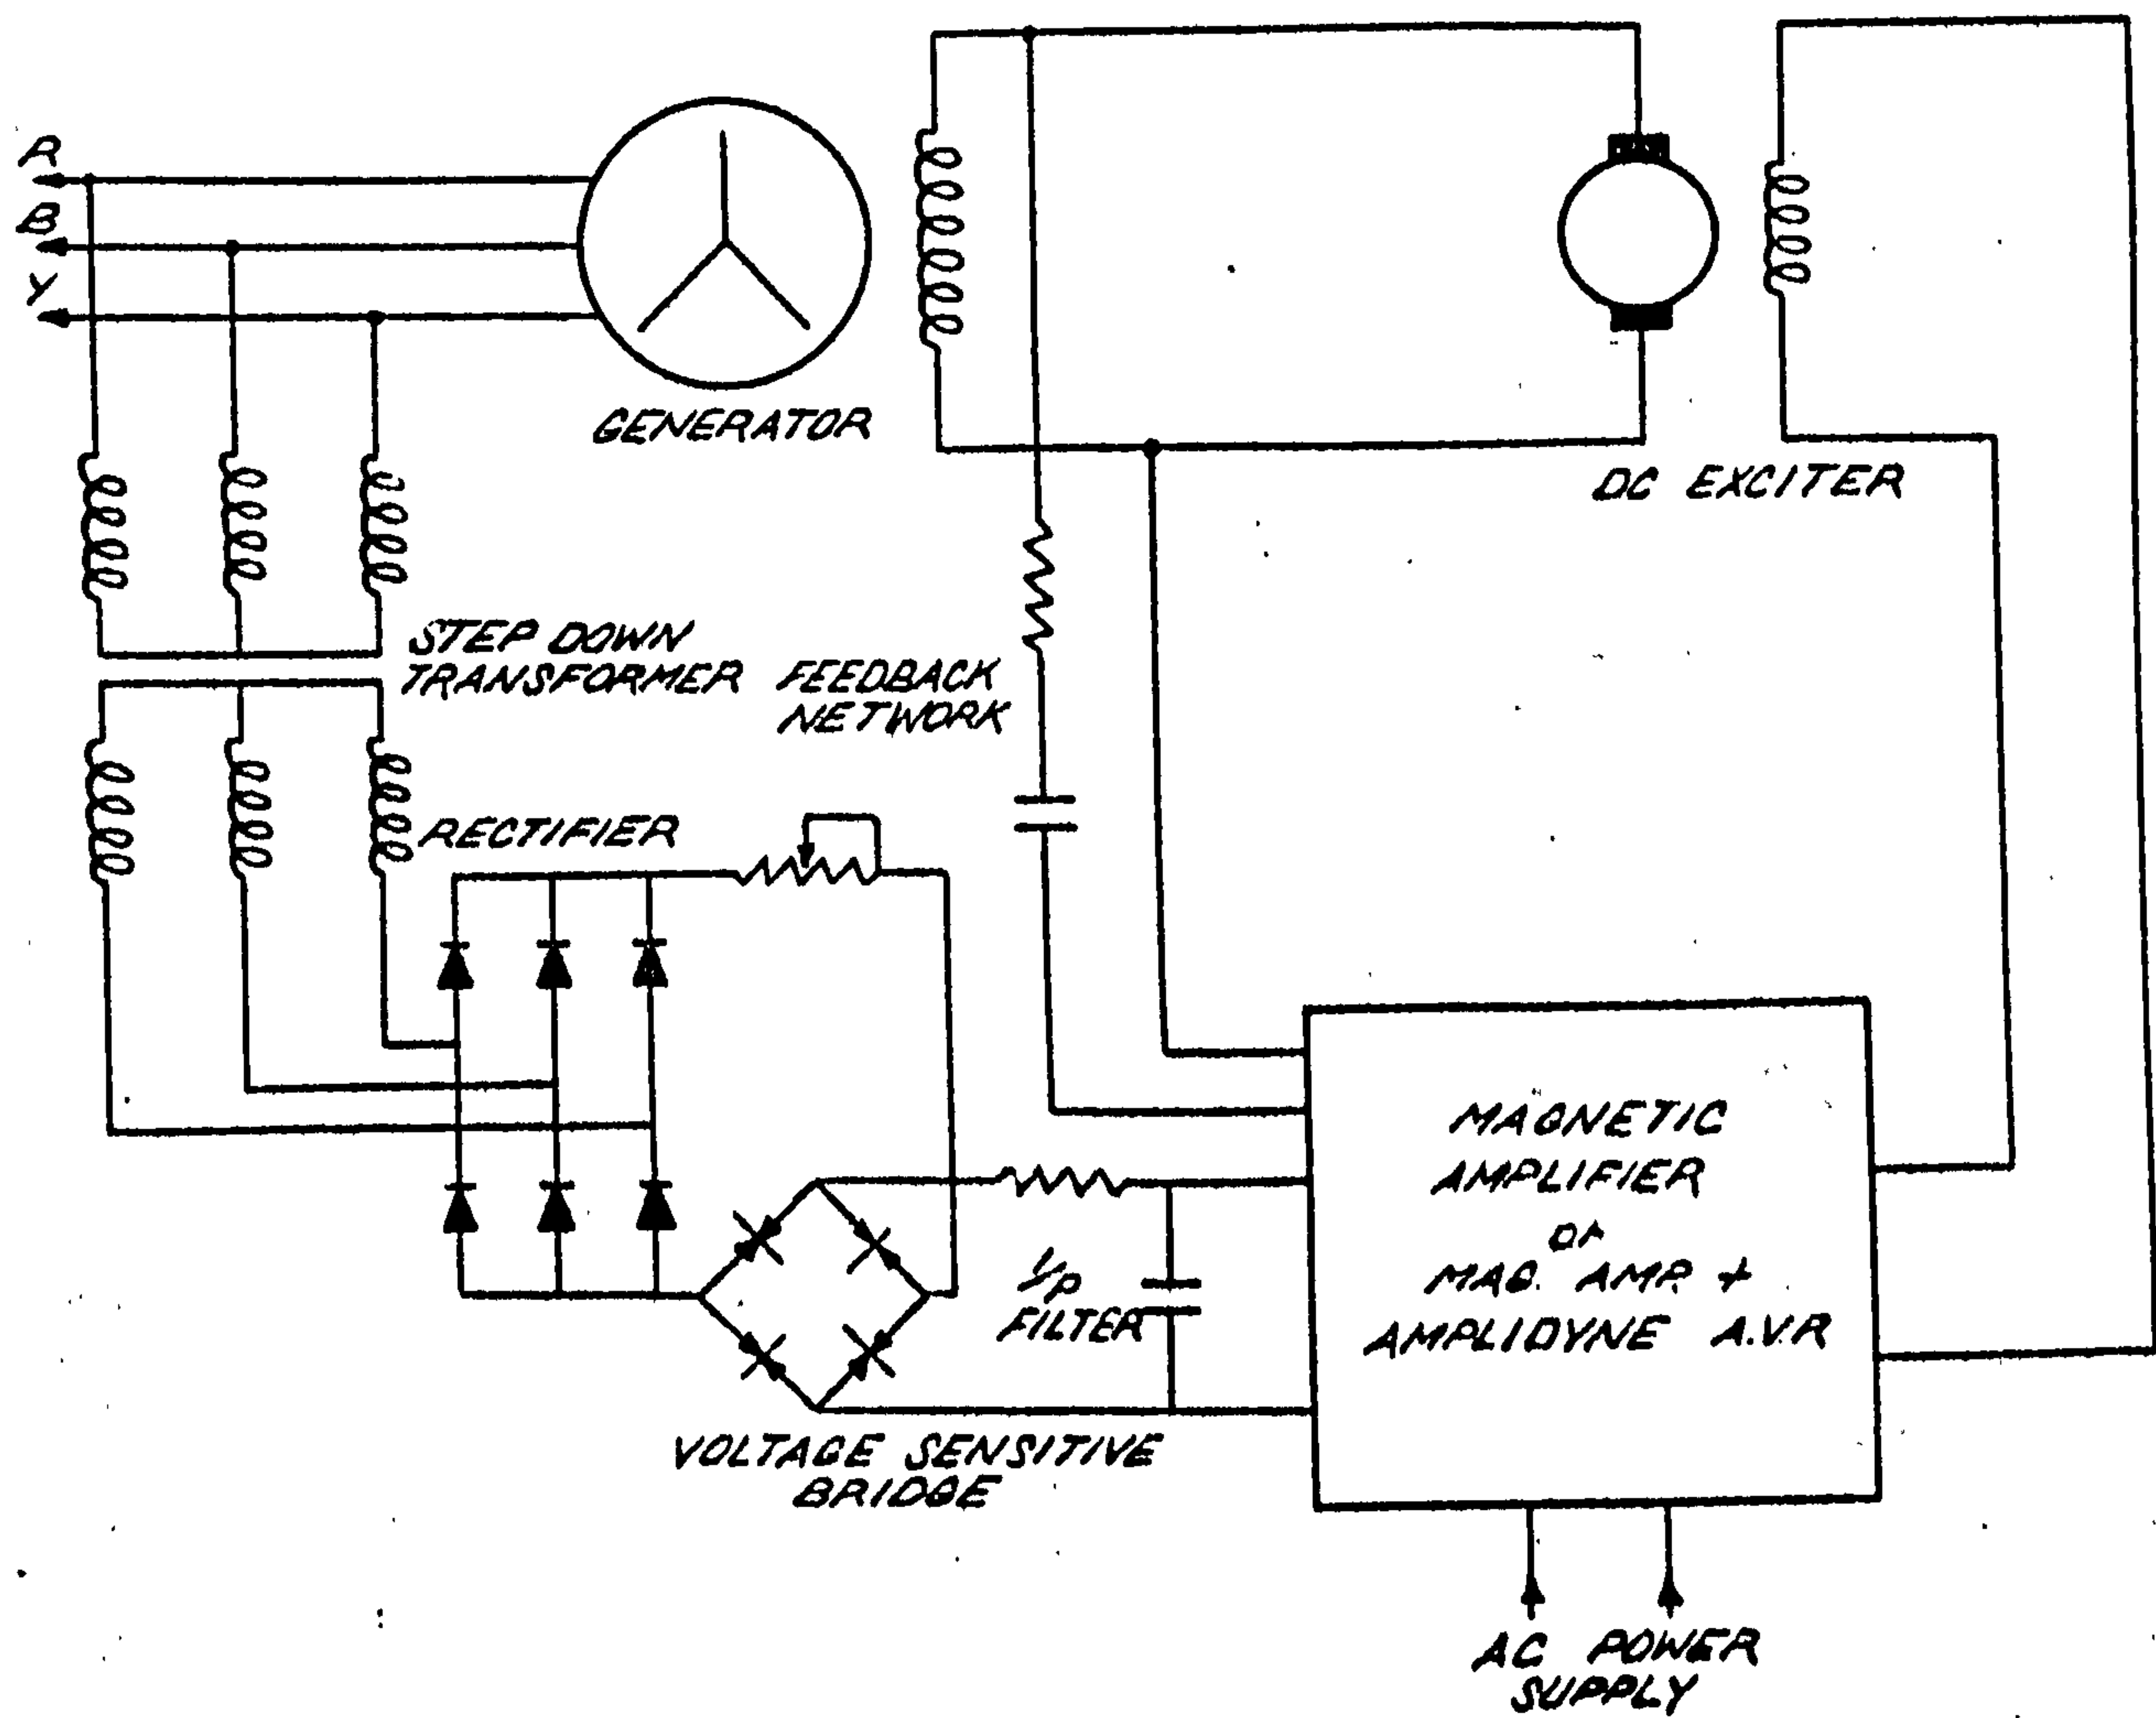 R
B
Y
GENERATOR
DC EXCITER
STEP DOWN
TRANSFORMER
FEEDBACK
NETWORK
RECTIFIER
I/P
FILTER
VOLTAGE SENSITIVE
BRIDGE
MAGNETIC
AMPLIFIER
OR
MAG. AMP. +
AMPLIDYNE A.V.R
AC POWER
SUPPLY